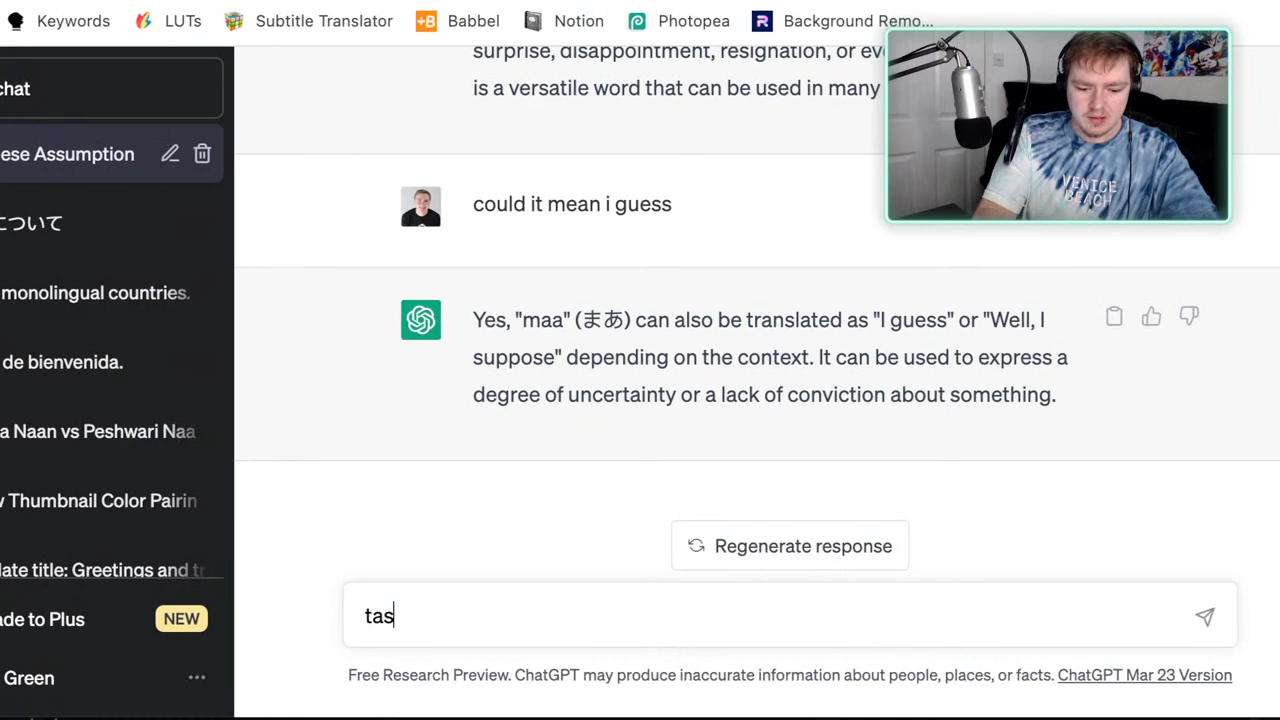 Keywords LUTs Subtitle Translator +B Babbel Notion Photopea Background Remo...
surprise, disappointment, resignation, or
is a versatile word that can be used in many
chat
ese Assumption
について
monolingual countries.
de bienvenida.
a Naan vs Peshwari Naa
Thumbnail Color Pairin
late title: Greetings and tr
ade to Plus NEW
Green ...
could it mean i guess
Yes, "maa" (まあ) can also be translated as "I guess" or "Well, I
suppose" depending on the context. It can be used to express a
degree of uncertainty or a lack of conviction about something.
Regenerate response
tas
Free Research Preview. ChatGPT may produce inaccurate information about people, places, or facts. ChatGPT Mar 23 Version
VENICE
BEACH